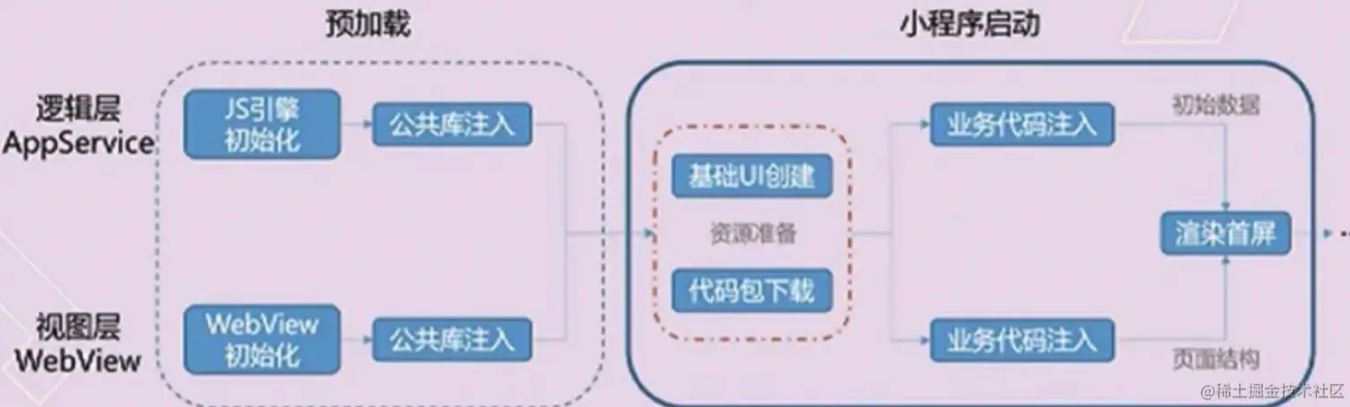 预加载
小程序启动
逻辑层
AppService
JS引擎
初始化
公共库注入
基础UI创建
资源准备
代码包下载
业务代码注入
初始数据
渲染首屏
视图层
WebView
WebView
初始化
公共库注入
业务代码注入
页面结构
@稀土掘金技术社区